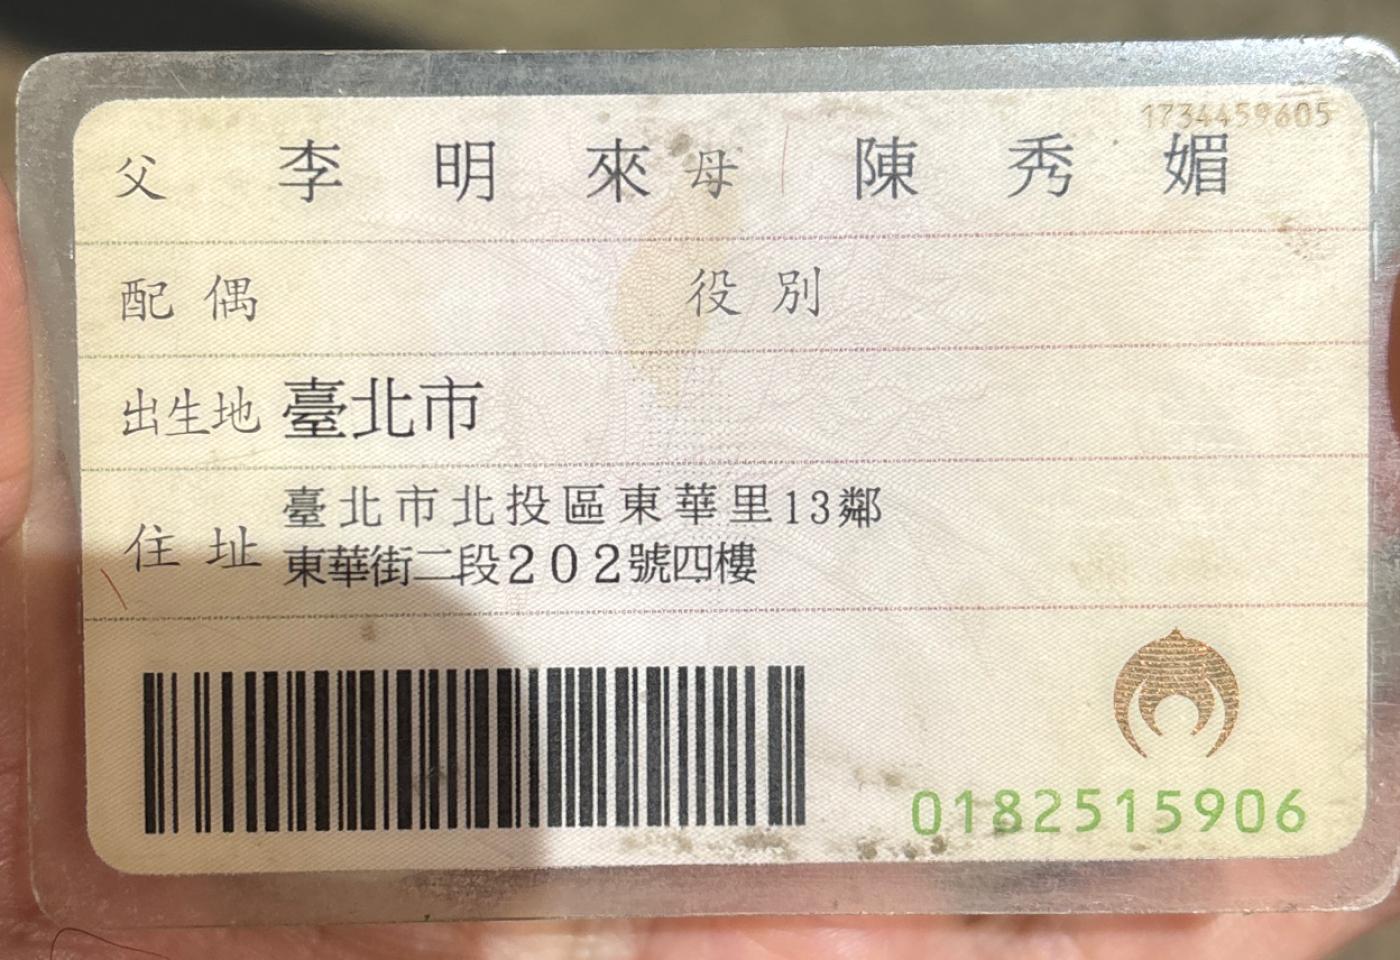 1734459605
父 李明來 母 陳秀媚
配偶 役別
出生地 臺北市
住址 臺北市北投區東華里13鄰
東華街二段202號四樓
0182515906